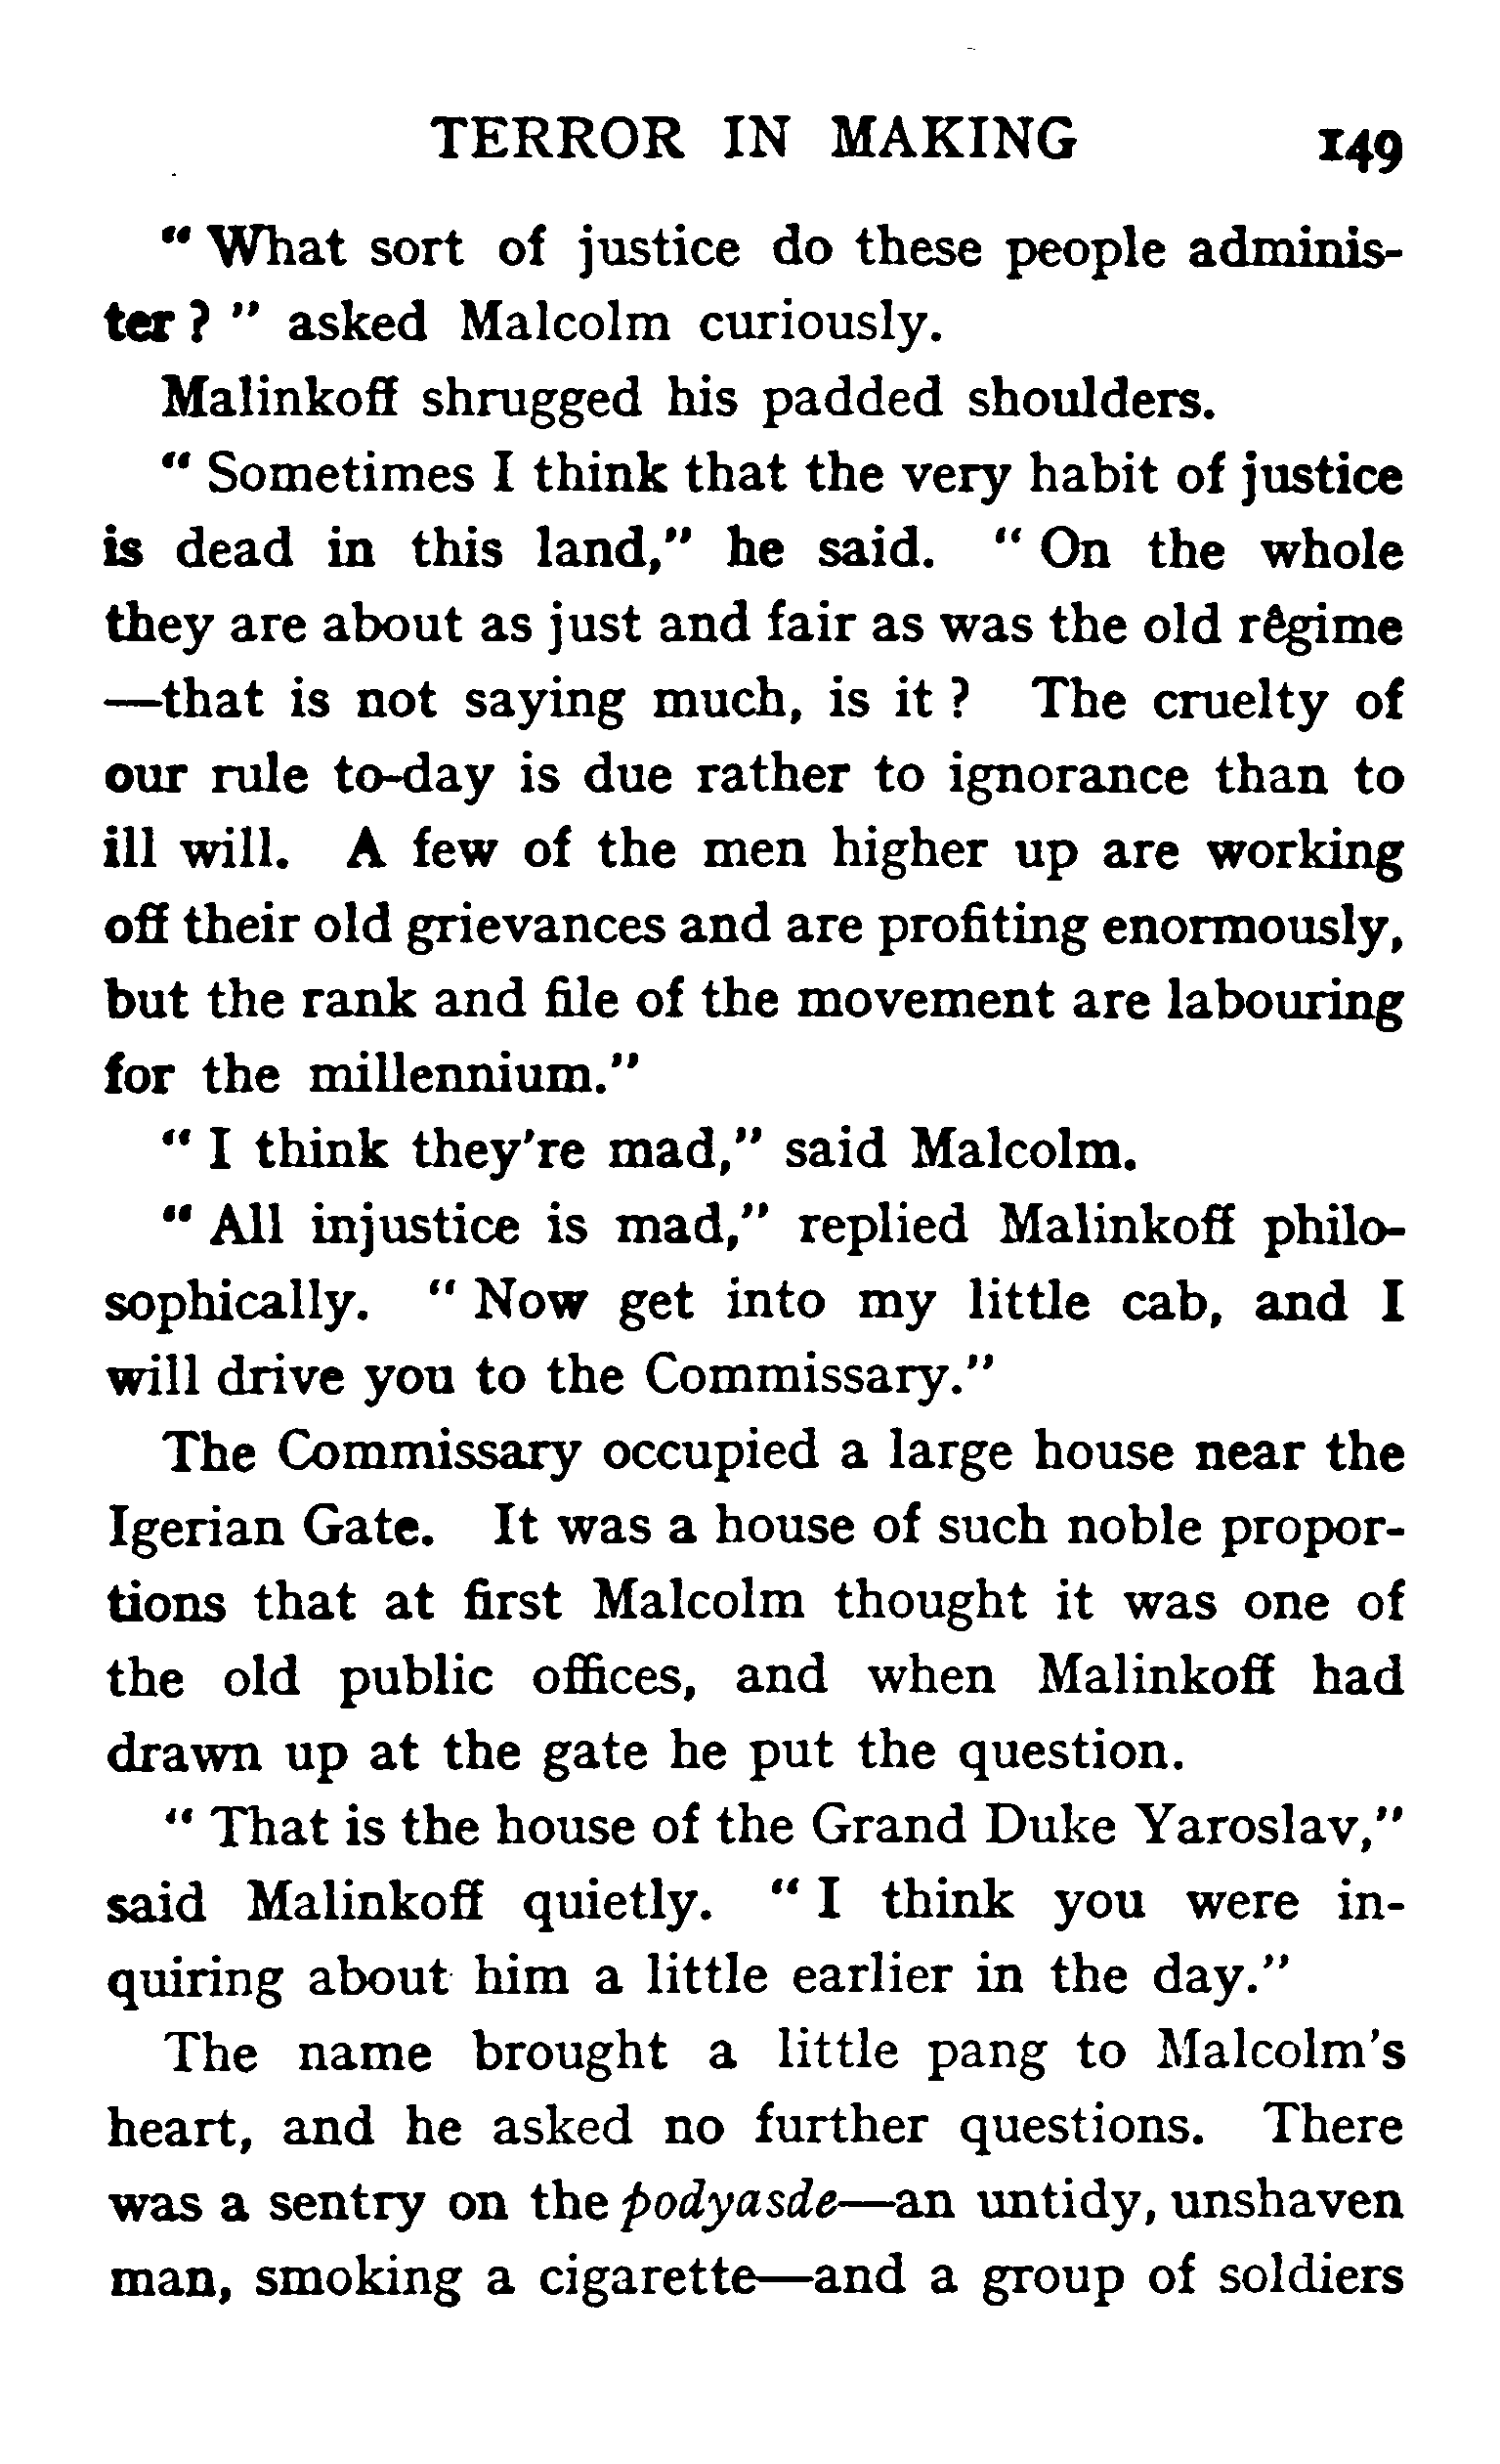 TERROR IN MAKING 149
“ What sort of justice do these people adminis-
ter ? ” asked Malcolm curiously.
Malinkoff shrugged his padded shoulders.
“ Sometimes I think that the very habit of justice
is dead in this land,” he said. “ On the whole
they are about as just and fair as was the old rêgime
—that is not saying much, is it ? The cruelty of
our rule to-day is due rather to ignorance than to
ill will. A few of the men higher up are working
off their old grievances and are profiting enormously,
but the rank and file of the movement are labouring
for the millennium.”
“ I think they're mad,” said Malcolm.
“ All injustice is mad,” replied Malinkoff philo-
sophically. “ Now get into my little cab, and I
will drive you to the Commissary.”
The Commissary occupied a large house near the
Igerian Gate. It was a house of such noble propor-
tions that at first Malcolm thought it was one of
the old public offices, and when Malinkoff had
drawn up at the gate he put the question.
“ That is the house of the Grand Duke Yaroslav,”
said Malinkoff quietly. “ I think you were in-
quiring about him a little earlier in the day.”
The name brought a little pang to Malcolm's
heart, and he asked no further questions. There
was a sentry on the podyasde—an untidy, unshaven
man, smoking a cigarette—and a group of soldiers